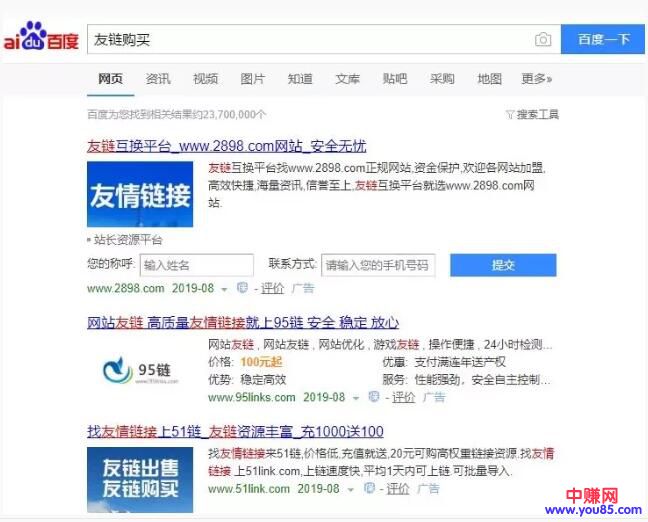 Baidu百度
友链购买
百度一下
网页 资讯 视频 图片 知道 文库 贴吧 采购 地图 更多»
百度为您找到相关结果约23,700,000个
搜索工具
友链互换平台_www.2898.com网站_安全无忧
友情链接
友链互换平台找www.2898.com正规网站,资金保护,欢迎各网站加盟,
高效快捷,海量资讯,信誉至上,友链互换平台就选www.2898.com网
站.
站长资源平台
您的称呼: 输入姓名 联系方式: 请输入您的手机号码 提交
www.2898.com 2019-08 - 评价 广告
网站友链 高质量友情链接就上95链 安全 稳定 放心
95链
www.95links.com
网站友链 , 网站友链 , 网站优化 , 游戏友链 , 操作便捷 , 24小时检测...
价格: 100元起 优惠: 支付满连年送产权
优势: 稳定高效 服务: 性能强劲，安全自主控制...
www.95links.com 2019-08 - 评价 广告
找友情链接上51链_友链资源丰富_充1000送100
友链出售
友链购买
找友情链接来51链,价格低,充值就送,20元可购高权重链接资源.找友情
链接 上51link.com,上链速度快,平均1天内可上链.可批量导入.
www.51link.com 2019-08 - 评价 广告
中赚网
www.you85.com